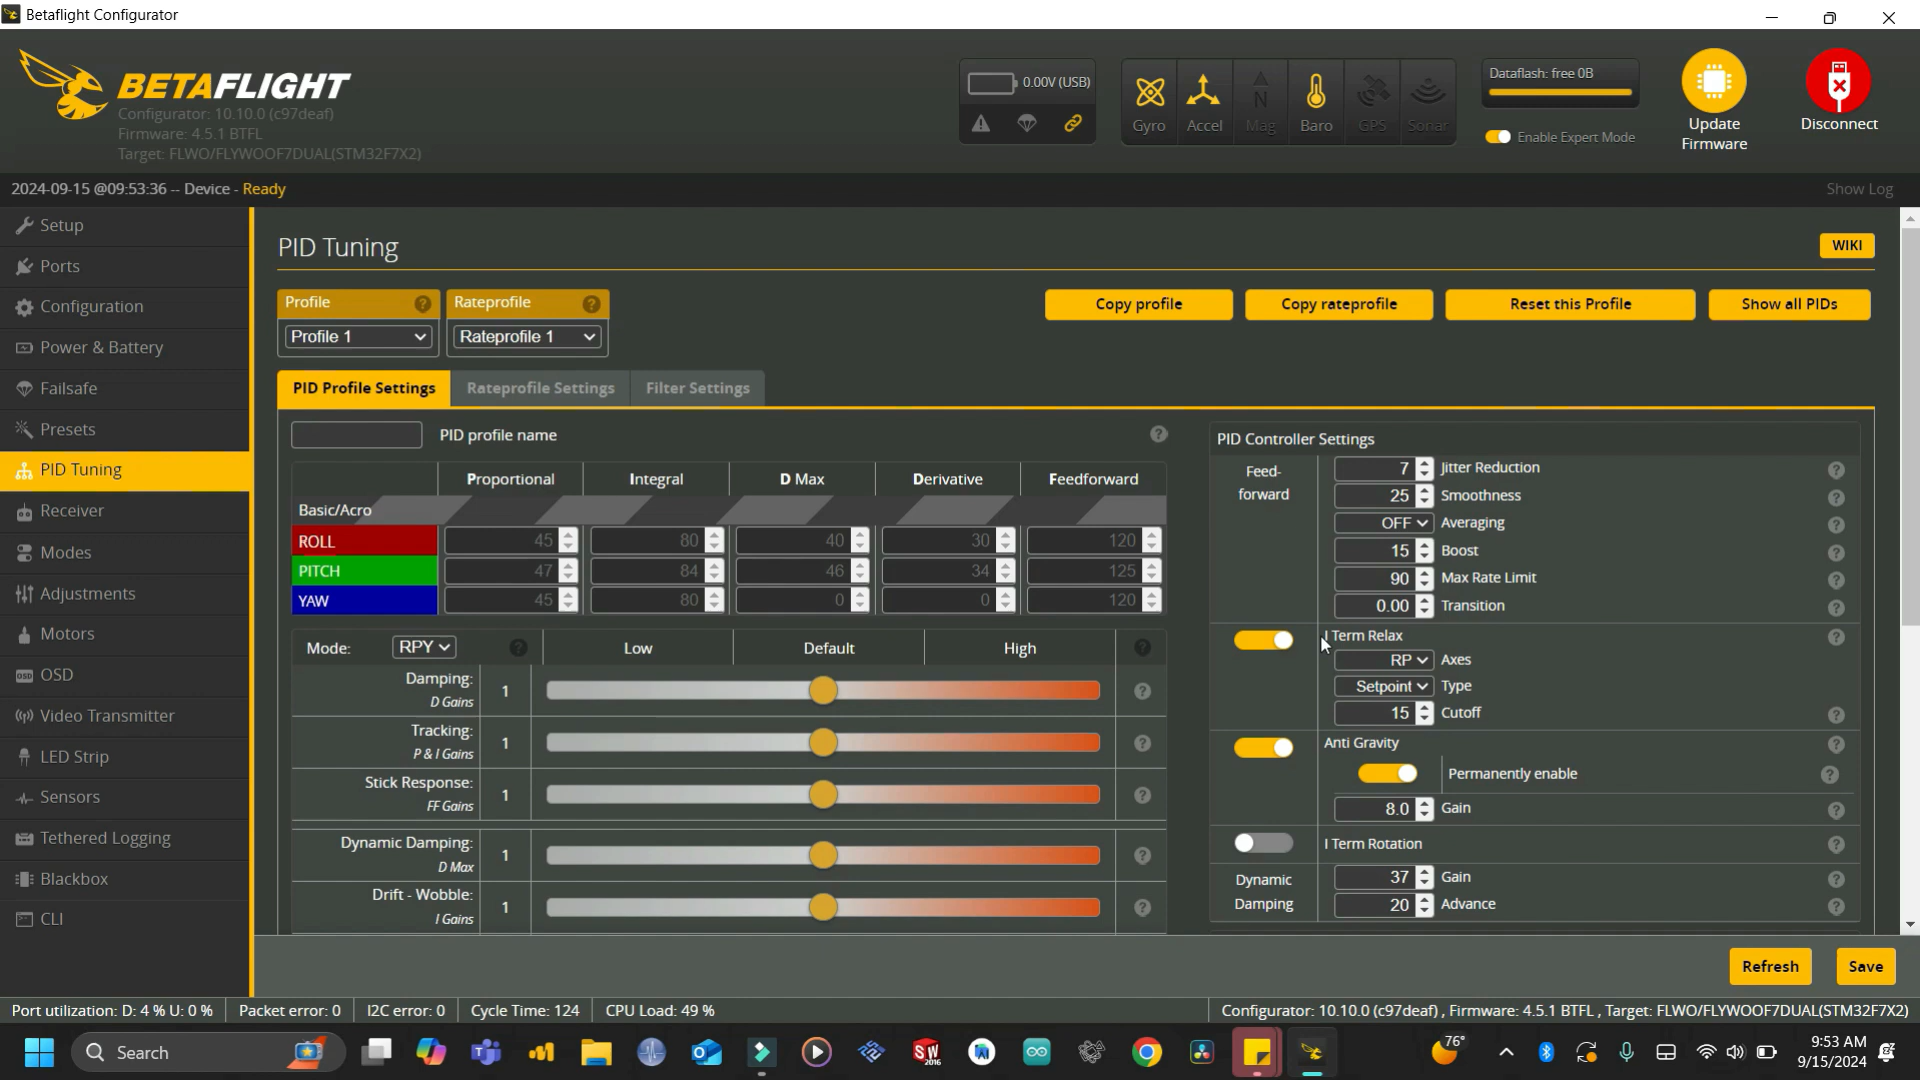 Betaflight Configurator
BETAFLIGHT
Configurator: 10.10.0 (c97deaf)
Firmware: 4.5.1 BTFL
Target: FLWO/FLYWOOF7DUAL(STM32F7X2)
0.00V (USB)
Gyro
Accel
N
Mag
Baro
GPS
Sonar
Dataflash: free 0B
Enable Expert Mode
Update
Firmware
Disconnect
2024-09-15 @09:53:36 -- Device - Ready
Show Log
Setup
Ports
Configuration
Power & Battery
Failsafe
Presets
PID Tuning
Receiver
Modes
Adjustments
Motors
OSD OSD
Video Transmitter
LED Strip
Sensors
Tethered Logging
Blackbox
CLI
PID Tuning
WIKI
Profile ?
Profile 1
Rateprofile ?
Rateprofile 1
Copy profile
Copy rateprofile
Reset this Profile
Show all PIDs
PID Profile Settings
Rateprofile Settings
Filter Settings
PID profile name ?
Proportional Integral D Max Derivative Feedforward
Basic/Acro
ROLL 45 80 40 30 120
PITCH 47 84 46 34 125
YAW 45 80 0 0 120
Mode: RPY ? Low Default High ?
Damping:
D Gains 1 ?
Tracking:
P & I Gains 1 ?
Stick Response:
FF Gains 1 ?
Dynamic Damping:
D Max 1 ?
Drift - Wobble:
I Gains 1 ?
PID Controller Settings
Feed-
forward
7 Jitter Reduction ?
25 Smoothness ?
OFF Averaging ?
15 Boost ?
90 Max Rate Limit ?
0.00 Transition ?
I Term Relax ?
RP Axes
Setpoint Type
15 Cutoff ?
Anti Gravity ?
Permanently enable ?
8.0 Gain ?
I Term Rotation ?
Dynamic
Damping
37 Gain ?
20 Advance ?
Refresh
Save
Port utilization: D: 4 % U: 0 %
Packet error: 0
I2C error: 0
Cycle Time: 124
CPU Load: 49 %
Configurator: 10.10.0 (c97deaf) , Firmware: 4.5.1 BTFL , Target: FLWO/FLYWOOF7DUAL(STM32F7X2)
Search
SW
2016
76°
9:53 AM
9/15/2024